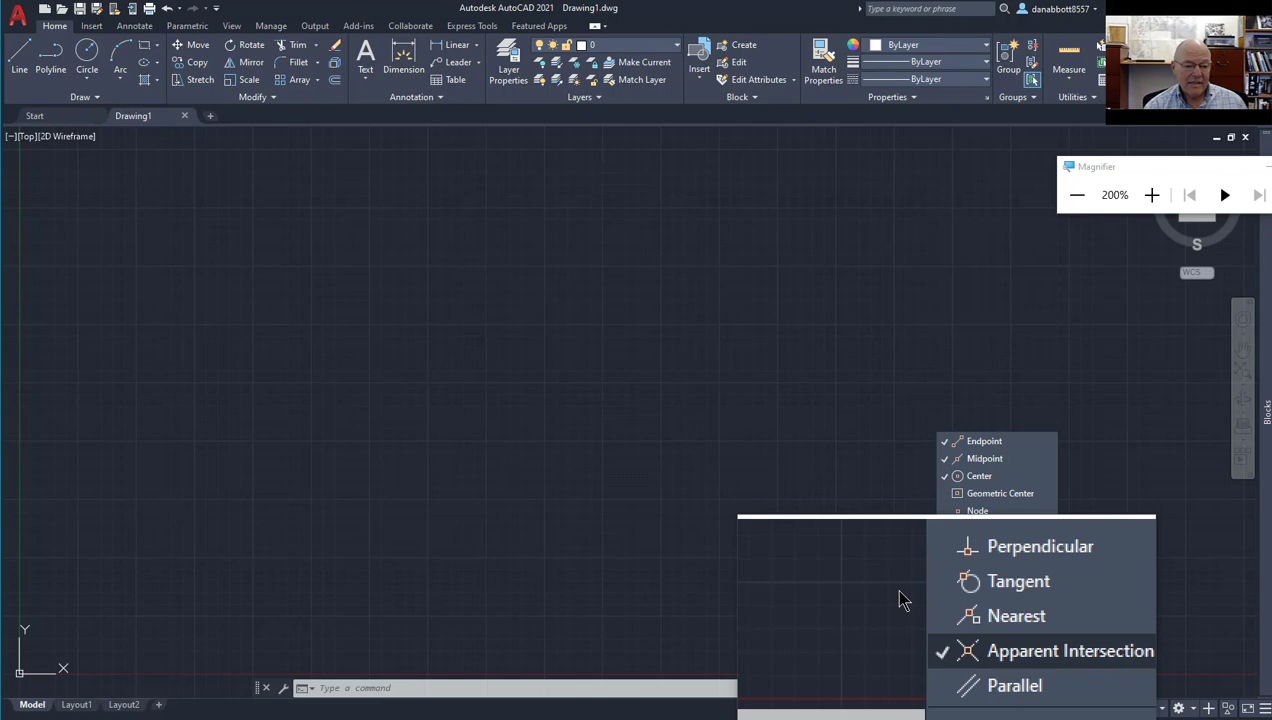 Autodesk AutoCAD 2021 Drawing1.dwg
Type a keyword or phrase
danabbott8557
Home Insert Annotate Parametric View Manage Output Add-ins Collaborate Express Tools Featured Apps
Line
Polyline
Circle
Arc
Move
Rotate
Trim
Copy
Mirror
Fillet
Stretch
Scale
Array
Text
Dimension
Linear
Leader
Table
Layer Properties
0
Make Current
Match Layer
Insert
Create
Edit
Edit Attributes
Match Properties
ByLayer
ByLayer
ByLayer
Group
Measure
Draw Modify Annotation Layers Block Properties Groups Utilities
Start Drawing1
[−][Top][2D Wireframe]
Magnifier
200%
S
WCS
Blocks
Endpoint
Midpoint
Center
Geometric Center
Node
Perpendicular
Tangent
Nearest
Apparent Intersection
Parallel
Y
X
Type a command
Model Layout1 Layout2